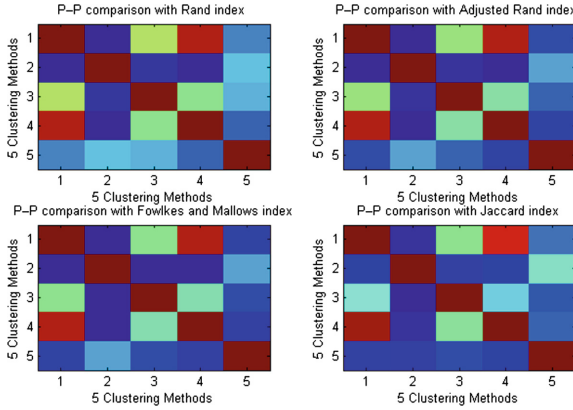 P–P comparison with Rand index
P–P comparison with Adjusted Rand index
5 Clustering Methods
1
2
3
4
5
1 2 3 4 5
5 Clustering Methods
5 Clustering Methods
1
2
3
4
5
1 2 3 4 5
5 Clustering Methods
P–P comparison with Fowlkes and Mallows index
P–P comparison with Jaccard index
5 Clustering Methods
1
2
3
4
5
1 2 3 4 5
5 Clustering Methods
5 Clustering Methods
1
2
3
4
5
1 2 3 4 5
5 Clustering Methods